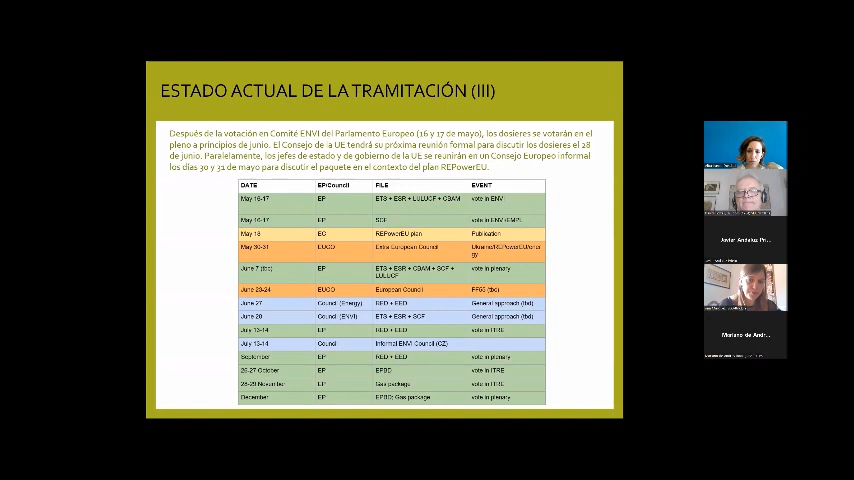 ESTADO ACTUAL DE LA TRAMITACIÓN (III)
Después de la votación en Comité ENVI del Parlamento Europeo (16 y 17 de mayo), los dosieres se votarán en el
pleno a principios de junio. El Consejo de la UE tendrá su próxima reunión formal para discutir los dosieres el 28
de junio. Paralelamente, los jefes de estado y de gobierno de la UE se reunirán en un Consejo Europeo informal
los días 30 y 31 de mayo para discutir el paquete en el contexto del plan REPowerEU.
DATE EP/Council FILE EVENT
May 16-17 EP ETS + ESR + LULUCF + CBAM vote in ENVI
May 16-17 EP SCF vote in ENVI /EMPL
May 18 EC REPowerEU plan Publication
May 30-31 EUCO Extra European Council Ukraine/REPowerEU/ener
gy
June 7 (tbc) EP ETS + ESR + CBAM + SCF + vote in plenary
LULUCF
June 23-24 EUCO European Council FF55 (tbc)
June 27 Council (Energy) RED + EED General approach (tbd)
June 28 Council (ENVI) ETS + ESR + SCF General approach (tbd)
July 13-14 EP RED + EED vote in ITRE
July 13-14 Council Informal ENVI Council (CZ)
September EP RED + EED vote in plenary
26-27 October EP EPBD vote in ITRE
28-29 November EP Gas package vote in ITRE
December EP EPBD; Gas package vote in plenary
Javier Andaluz Pri...
Mariano de Andr...